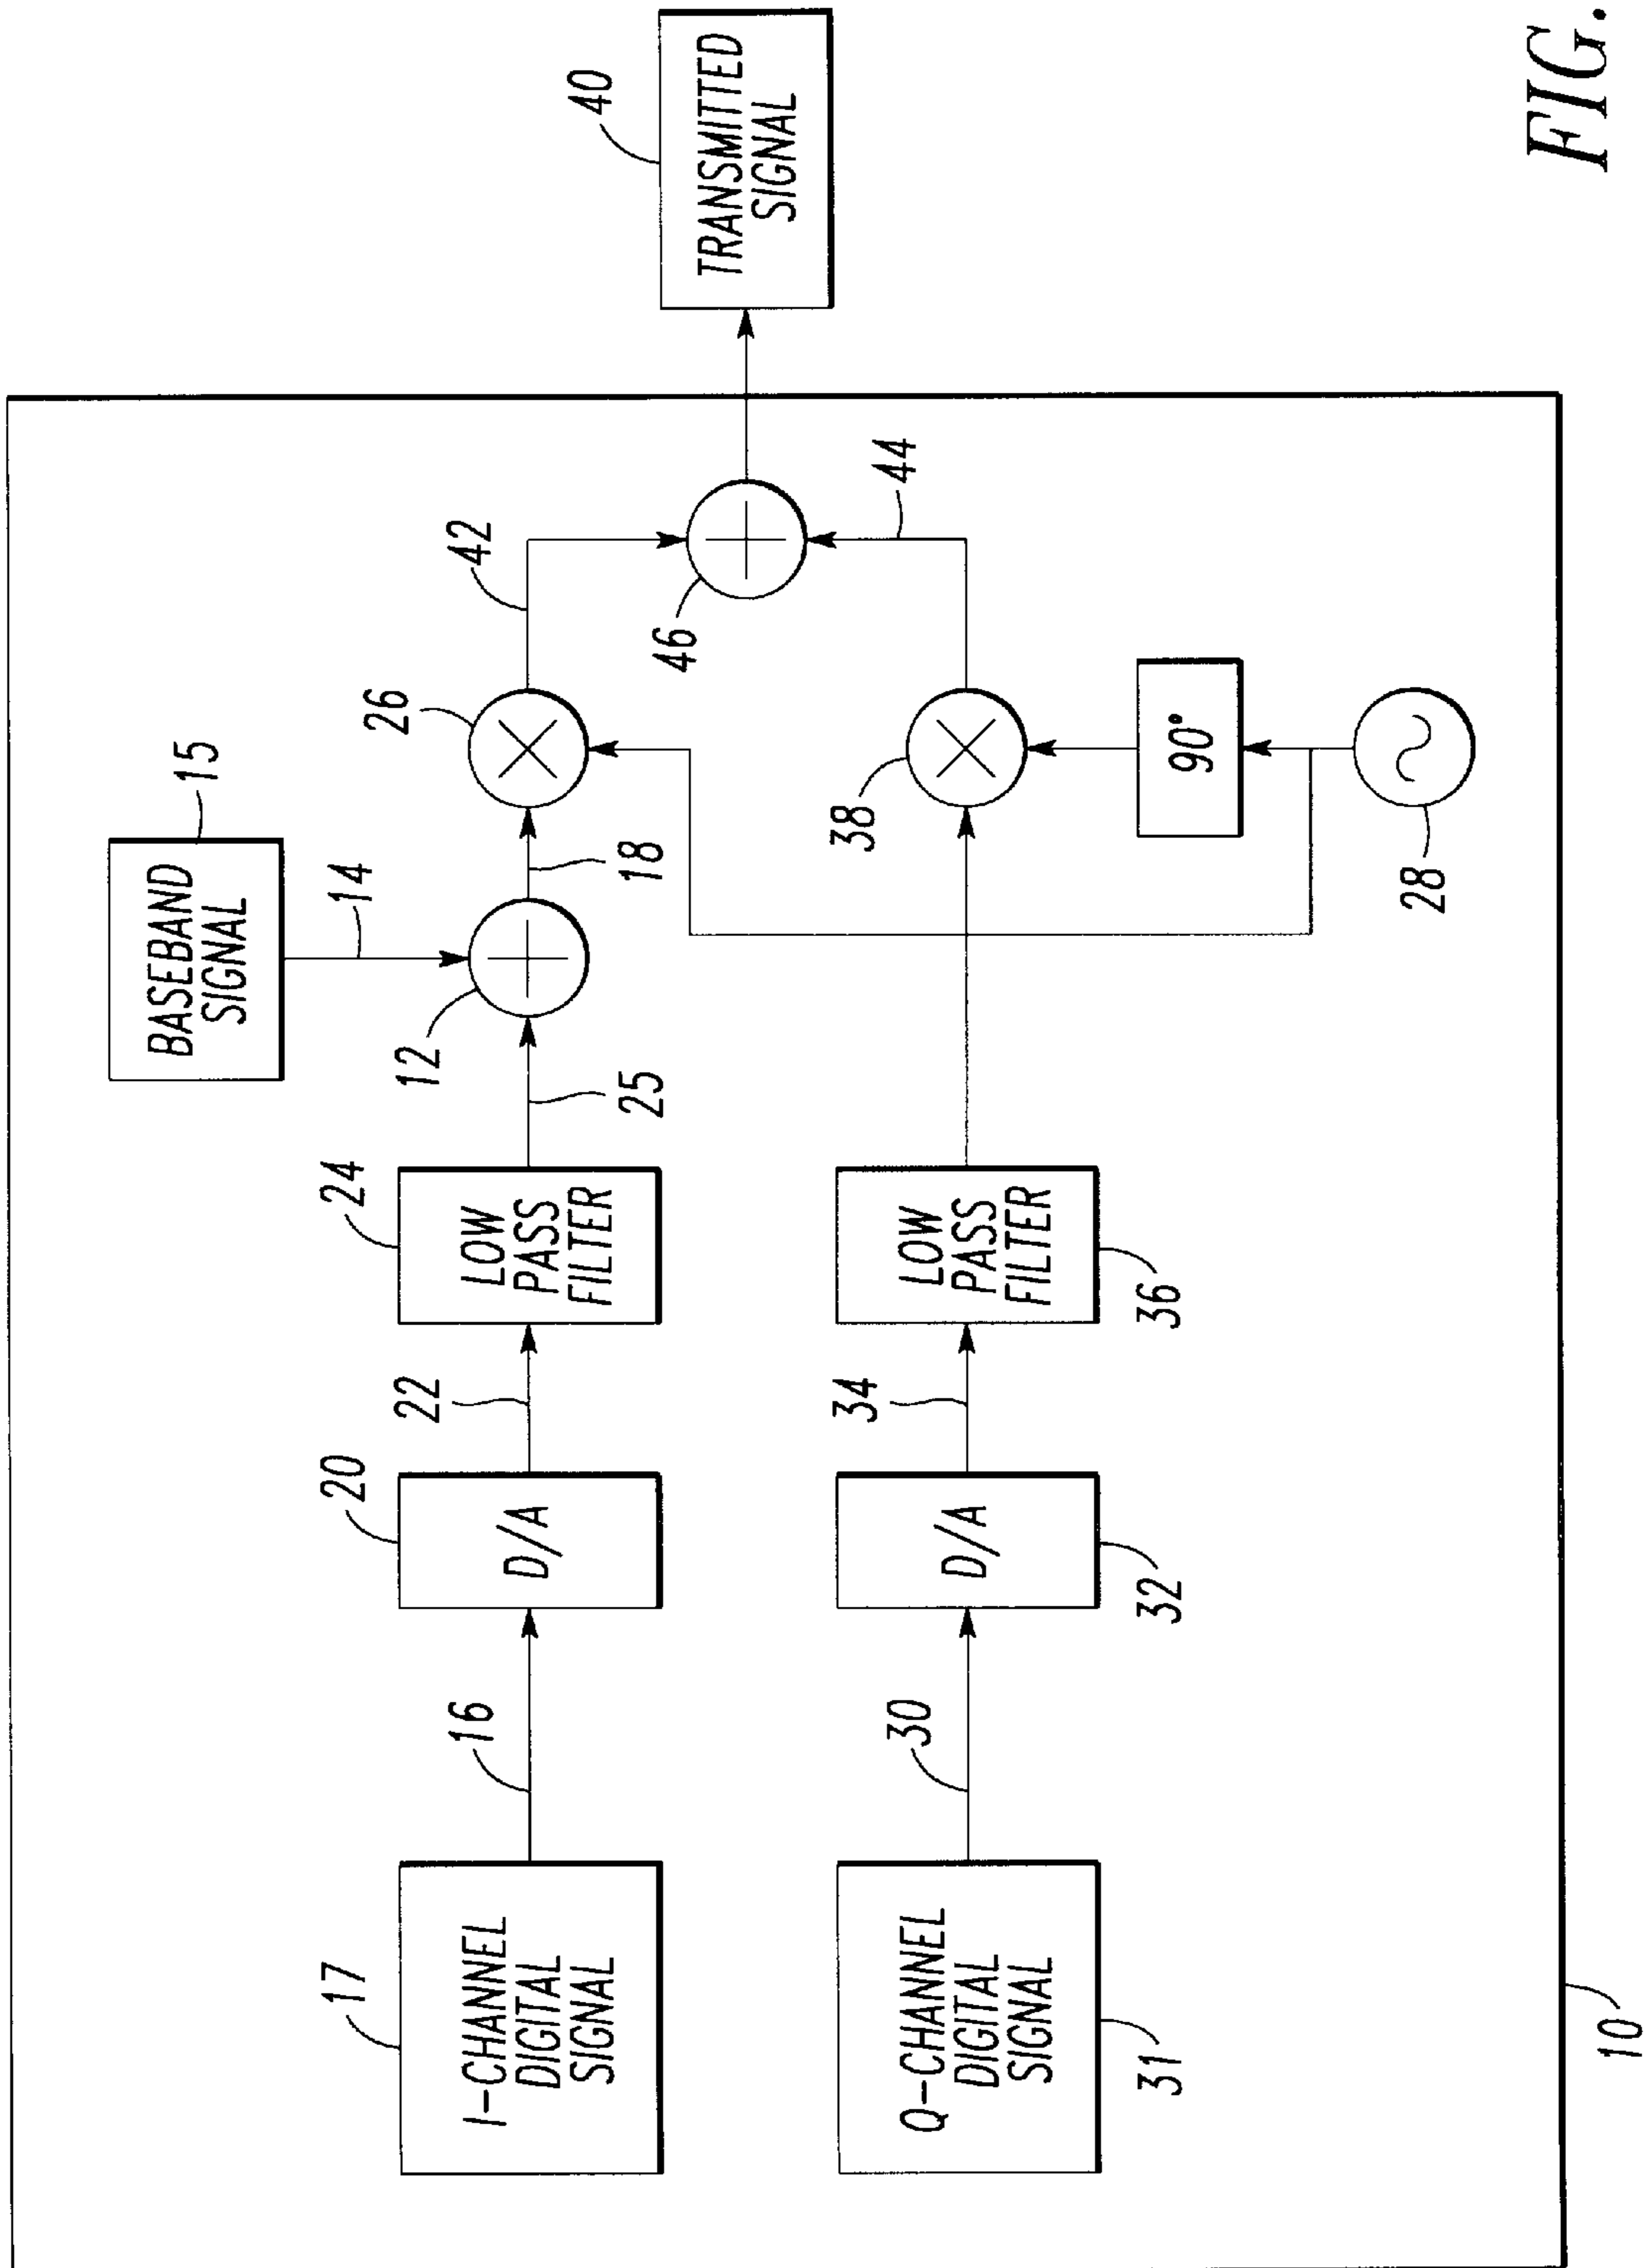 BASEBAND
SIGNAL
15
14
17
I-CHANNEL
DIGITAL
SIGNAL
16
20
D/A
22
24
LOW
PASS
FILTER
25
12
18
26
42
46
44
40
TRANSMITTED
SIGNAL
Q-CHANNEL
DIGITAL
SIGNAL
31
30
D/A
32
34
LOW
PASS
FILTER
36
38
90°
28
10
FIG.